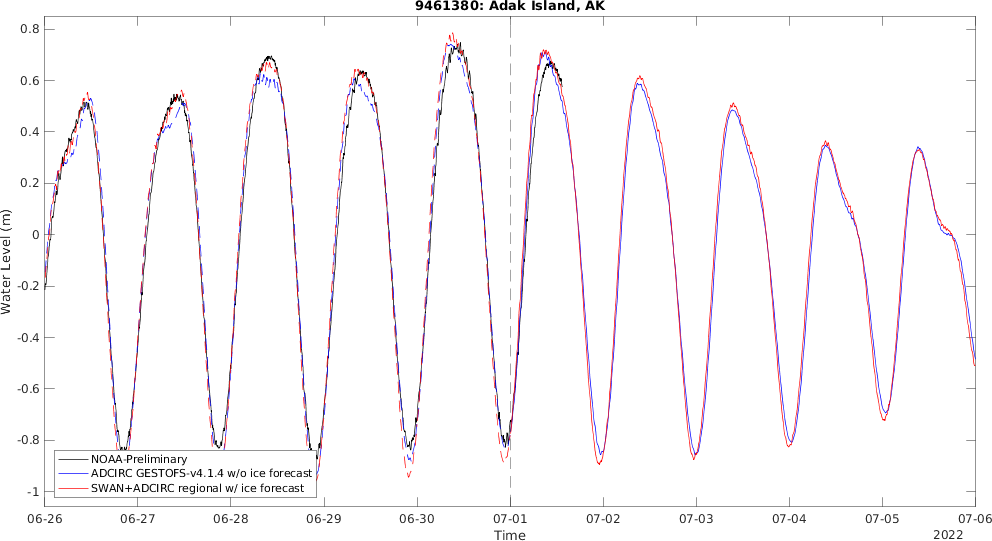 9461380: Adak Island, AK
0.8
0.6
0.4
0.2
0
-0.2
-0.4
-0.6
-0.8
-1
Water Level (m)
NOAA-Preliminary
ADCIRC GESTOFS-v4.1.4 w/o ice forecast
SWAN+ADCIRC regional w/ ice forecast
06-26 06-27 06-28 06-29 06-30 07-01 07-02 07-03 07-04 07-05 07-06
Time
2022